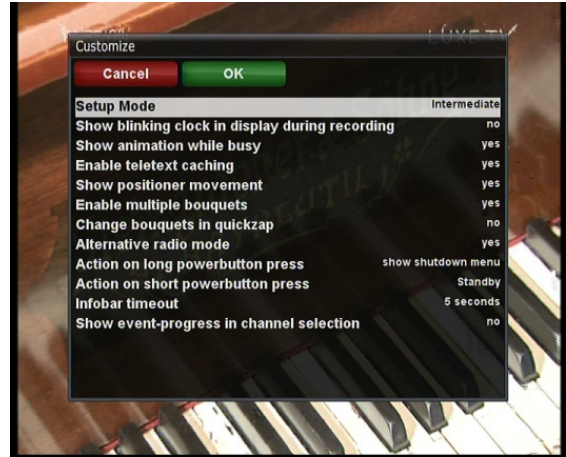 LUXE TV
Customize
Cancel OK
Setup Mode Intermediate
Show blinking clock in display during recording no
Show animation while busy yes
Enable teletext caching yes
Show positioner movement yes
Enable multiple bouquets yes
Change bouquets in quickzap no
Alternative radio mode yes
Action on long powerbutton press show shutdown menu
Action on short powerbutton press Standby
Infobar timeout 5 seconds
Show event-progress in channel selection no